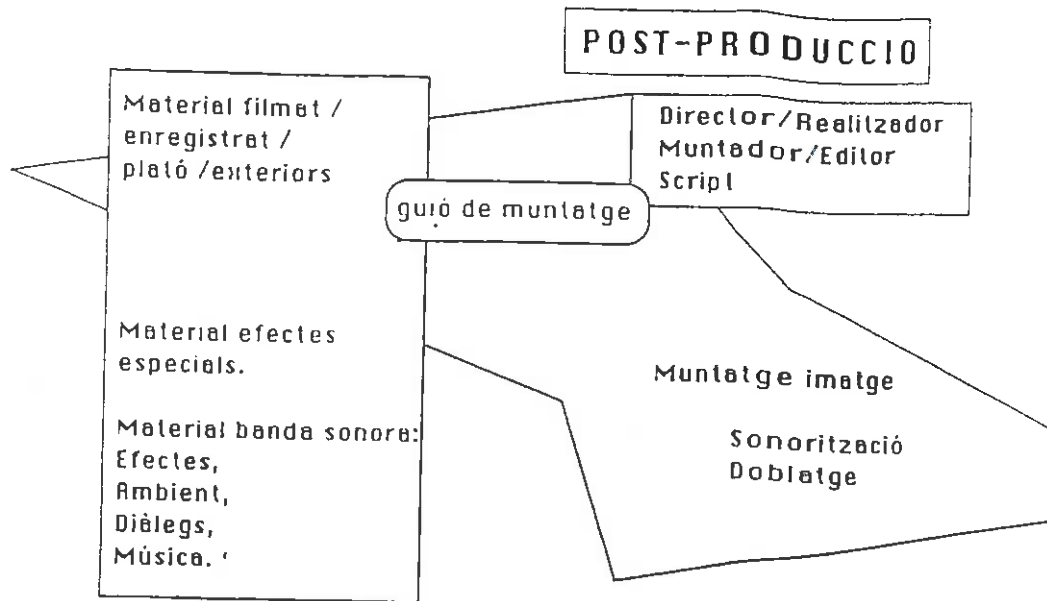 POST-PRODUCCIO
Material filmat /
enregistrat /
plató /exteriors
Director/Realitzador
Muntador/Editor
Script
guió de muntatge
Material efectes
especials.
Material banda sonora:
Efectes,
Ambient,
Diàlegs,
Música.
Muntatge imatge
Sonorització
Doblatge